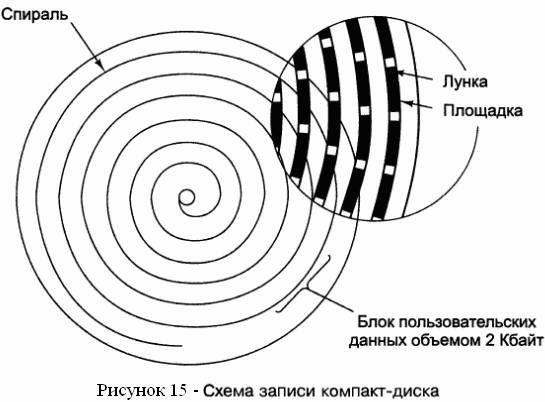 Спираль
Лунка
Площадка
Блок пользовательских
данных объемом 2 Кбайт
Рисунок 15 - Схема записи компакт-диска